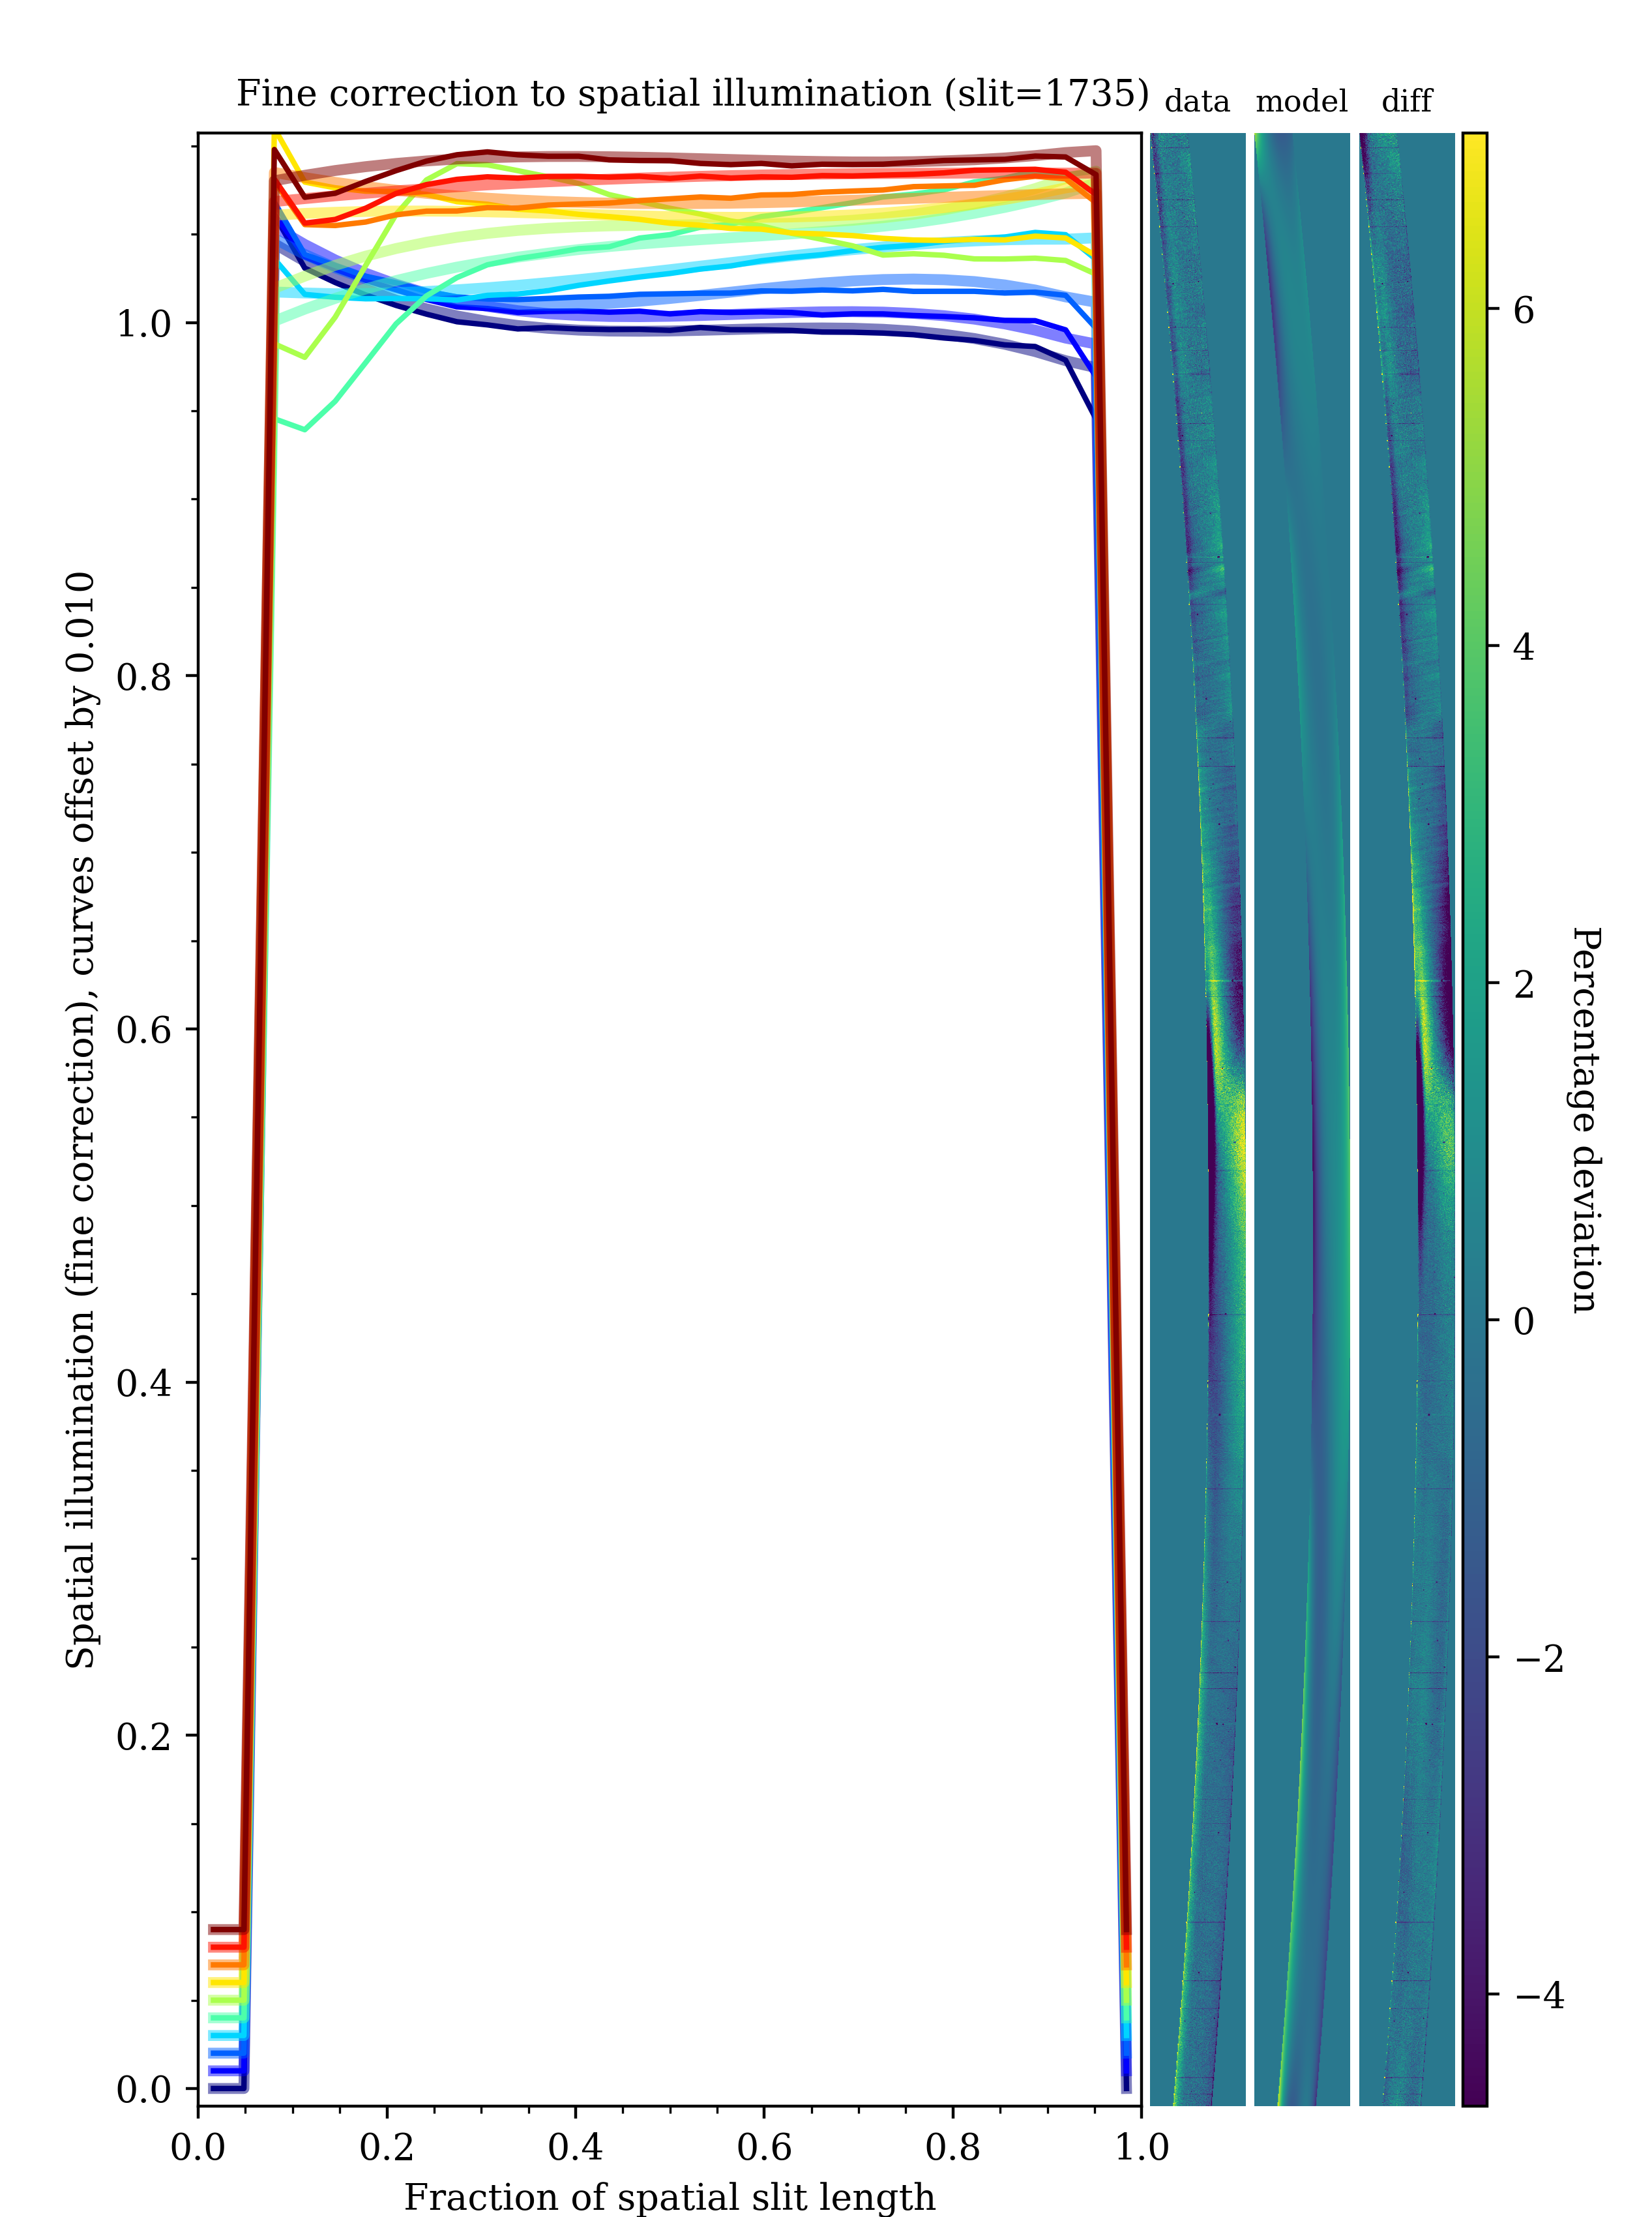 Fine correction to spatial illumination (slit=1735)
data
model
diff
Spatial illumination (fine correction), curves offset by 0.010
1.0
0.8
0.6
0.4
0.2
0.0
0.0
0.2
0.4
0.6
0.8
1.0
Fraction of spatial slit length
6
4
2
0
−2
−4
Percentage deviation